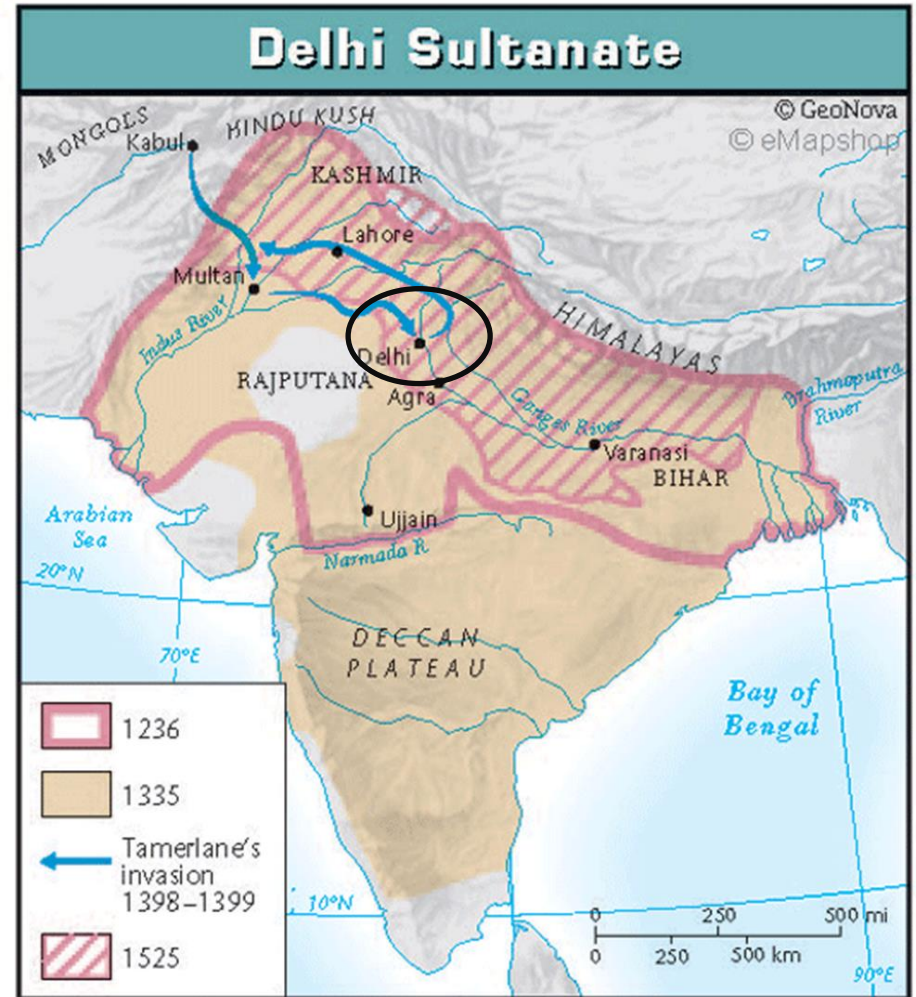 Delhi Sultanate
© GeoNova
© eMapshop
MONGOLS
HINDU KUSH
Kabul
KASHMIR
Lahore
Multan
Indus River
HIMALAYAS
Delhi
RAJPUTANA
Agra
Brahmaputra
River
Ganges River
Varanasi
BIHAR
Arabian
Sea
Ujjain
Narmada R
20°N
70°E
DECCAN
PLATEAU
Bay of
Bengal
1236
1335
Tamerlane's
invasion
1398–1399
1525
10°N
0 250 500 mi
0 250 500 km
90°E